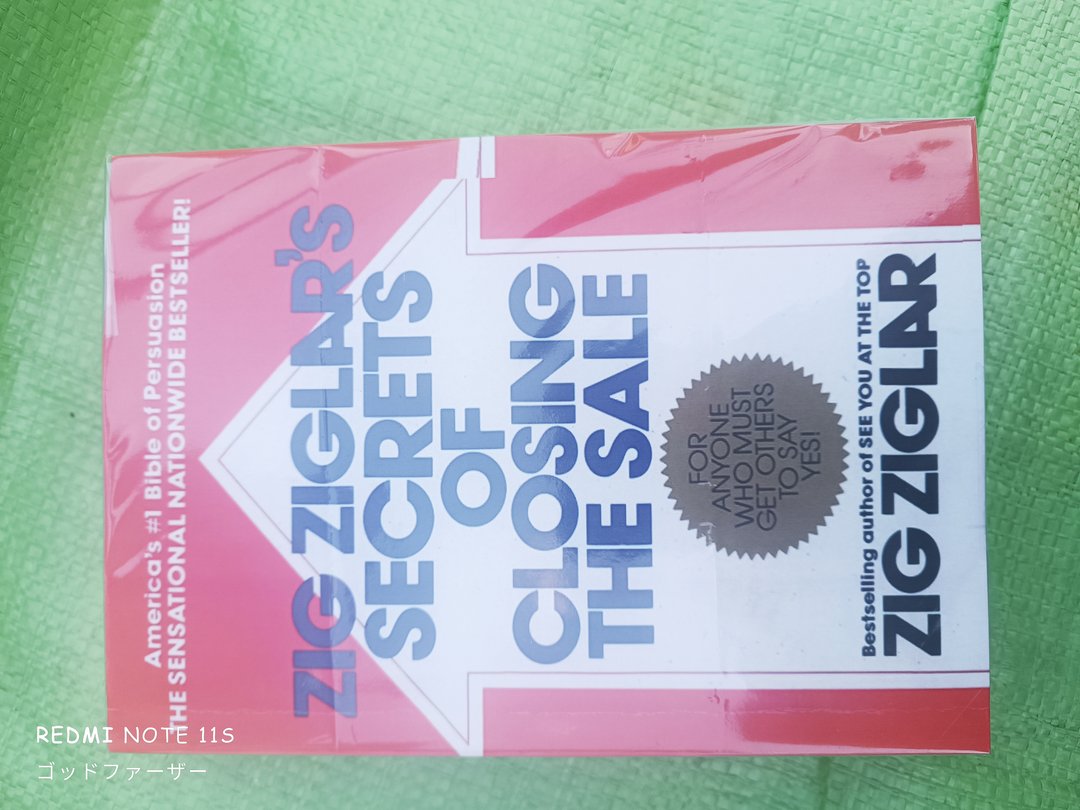 America's #1 Bible of Persuasion
THE SENSATIONAL NATIONWIDE BESTSELLER!
ZIG ZIGLAR'S
SECRETS
OF
CLOSING
THE SALE
FOR
ANYONE
WHO MUST
GET OTHERS
TO SAY
YES!
Bestselling author of SEE YOU AT THE TOP
ZIG ZIGLAR
REDMI NOTE 11S
ゴッドファーザー